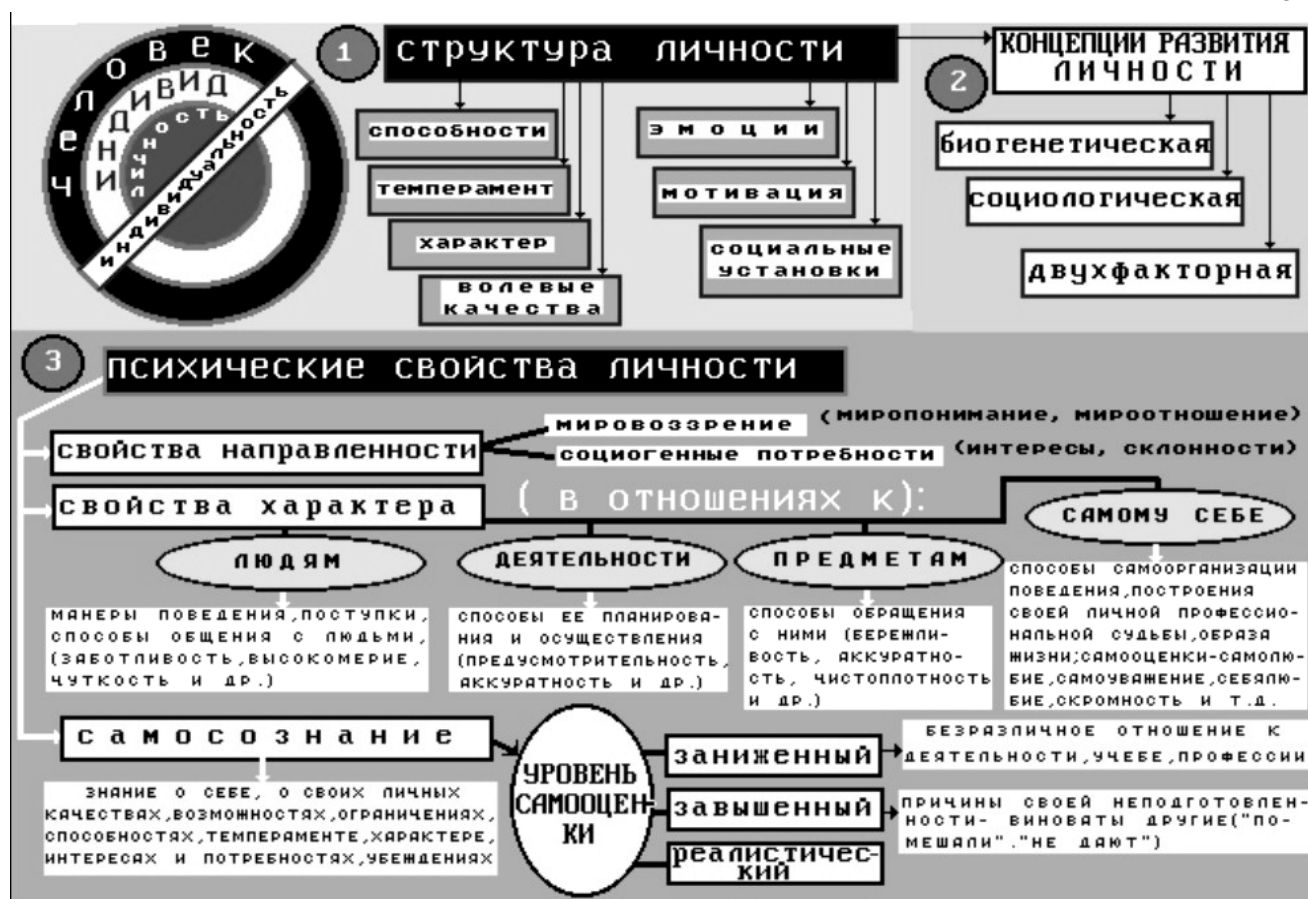 человек
индивид
личность
индивидуальность
1
структура личности
способности
темперамент
характер
волевые
качества
эмоции
мотивация
социальные
установки
2
КОНЦЕПЦИИ РАЗВИТИЯ
ЛИЧНОСТИ
биогенетическая
социологическая
двухфакторная
3
психические свойства личности
свойства направленности
мировоззрение (миропонимание, мироотношение)
социогенные потребности (интересы, склонности)
свойства характера
( в отношениях к):
ЛЮДЯМ
МАНЕРЫ ПОВЕДЕНИЯ,ПОСТУПКИ,
СПОСОБЫ ОБЩЕНИЯ С ЛЮДЬМИ,
(ЗАБОТЛИВОСТЬ,ВЫСОКОМЕРИЕ,
ЧУТКОСТЬ И ДР.)
ДЕЯТЕЛЬНОСТИ
СПОСОБЫ ЕЕ ПЛАНИРОВА-
НИЯ И ОСУЩЕСТВЛЕНИЯ
(ПРЕДУСМОТРИТЕЛЬНОСТЬ,
АККУРАТНОСТЬ И ДР.)
ПРЕДМЕТАМ
СПОСОБЫ ОБРАЩЕНИЯ
С НИМИ (БЕРЕЖЛИ-
ВОСТЬ, АККУРАТНО-
СТЬ, ЧИСТОПЛОТНОСТЬ
И ДР.)
САМОМУ СЕБЕ
СПОСОБЫ САМООРГАНИЗАЦИИ
ПОВЕДЕНИЯ,ПОСТРОЕНИЯ
СВОЕЙ ЛИЧНОЙ ПРОФЕССИО-
НАЛЬНОЙ СУДЬБЫ,ОБРАЗА
ЖИЗНИ;САМООЦЕНКИ-САМОЛЮ-
БИЕ,САМОУВАЖЕНИЕ,СЕБЯЛЮ-
БИЕ,СКРОМНОСТЬ И Т.Д.
самосознание
ЗНАНИЕ О СЕБЕ, О СВОИХ ЛИЧНЫХ
КАЧЕСТВАХ,ВОЗМОЖНОСТЯХ,ОГРАНИЧЕНИЯХ,
СПОСОБНОСТЯХ,ТЕМПЕРАМЕНТЕ,ХАРАКТЕРЕ,
ИНТЕРЕСАХ И ПОТРЕБНОСТЯХ,УБЕЖДЕНИЯХ
УРОВЕНЬ
САМООЦЕН-
КИ
заниженный
БЕЗРАЗЛИЧНОЕ ОТНОШЕНИЕ К
ДЕЯТЕЛЬНОСТИ,УЧЕБЕ,ПРОФЕССИИ
завышенный
ПРИЧИНЫ СВОЕЙ НЕПОДГОТОВЛЕН-
НОСТИ- ВИНОВАТЫ ДРУГИЕ("ПО-
МЕШАЛИ"."НЕ ДАЮТ")
реалистичес-
кий